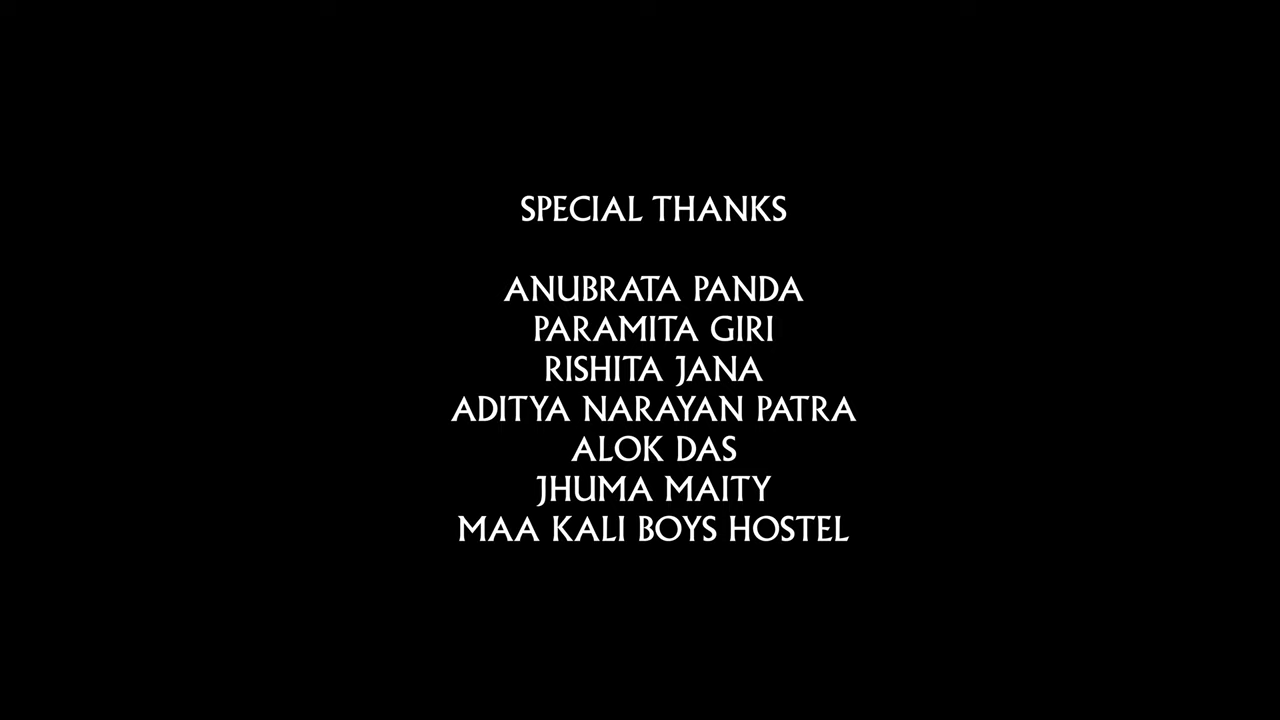 SPECIAL THANKS
ANUBRATA PANDA
PARAMITA GIRI
RISHITA JANA
ADITYA NARAYAN PATRA
ALOK DAS
JHUMA MAITY
MAA KALI BOYS HOSTEL